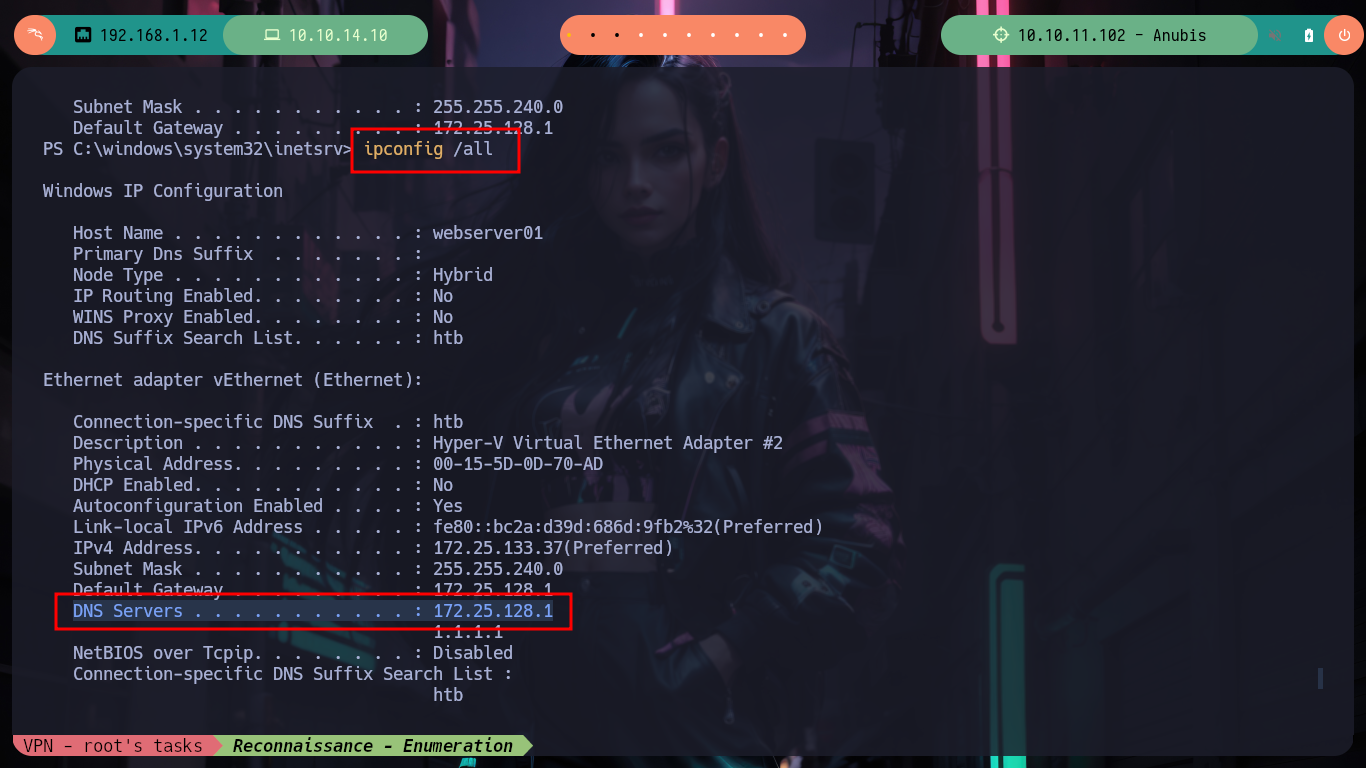 192.168.1.12 10.10.14.10 10.10.11.102 - Anubis
Subnet Mask . . . . . . . . . . . : 255.255.240.0
Default Gateway . . . . . . . . . : 172.25.128.1
PS C:\windows\system32\inetsrv> ipconfig /all
Windows IP Configuration
Host Name . . . . . . . . . . . . : webserver01
Primary Dns Suffix  . . . . . . . :
Node Type . . . . . . . . . . . . : Hybrid
IP Routing Enabled. . . . . . . . : No
WINS Proxy Enabled. . . . . . . . : No
DNS Suffix Search List. . . . . . : htb
Ethernet adapter vEthernet (Ethernet):
Connection-specific DNS Suffix  . : htb
Description . . . . . . . . . . . : Hyper-V Virtual Ethernet Adapter #2
Physical Address. . . . . . . . . : 00-15-5D-0D-70-AD
DHCP Enabled. . . . . . . . . . . : No
Autoconfiguration Enabled . . . . : Yes
Link-local IPv6 Address . . . . . : fe80::bc2a:d39d:686d:9fb2%32(Preferred)
IPv4 Address. . . . . . . . . . . : 172.25.133.37(Preferred)
Subnet Mask . . . . . . . . . . . : 255.255.240.0
Default Gateway . . . . . . . . . : 172.25.128.1
DNS Servers . . . . . . . . . . . : 172.25.128.1
1.1.1.1
NetBIOS over Tcpip. . . . . . . . : Disabled
Connection-specific DNS Suffix Search List :
htb
VPN - root's tasks Reconnaissance - Enumeration